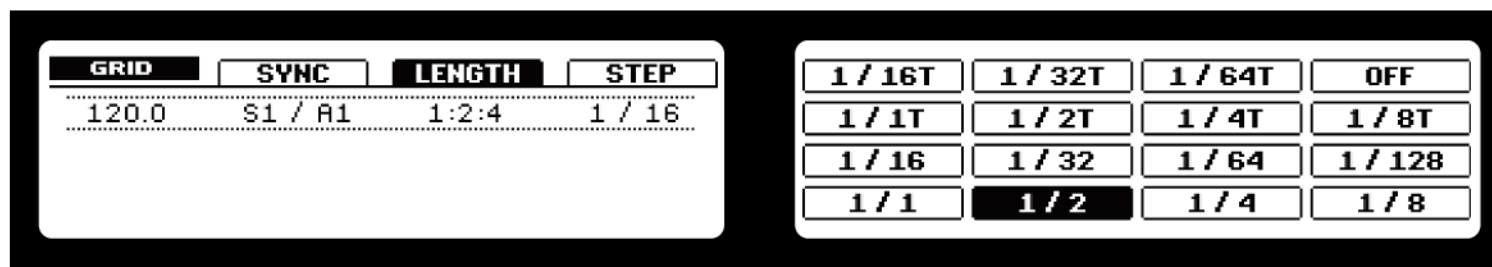 GRID SYNC LENGTH STEP
120.0 S1 / A1 1:2:4 1 / 16
1 / 16T 1 / 32T 1 / 64T OFF
1 / 1T 1 / 2T 1 / 4T 1 / 8T
1 / 16 1 / 32 1 / 64 1 / 128
1 / 1 1 / 2 1 / 4 1 / 8